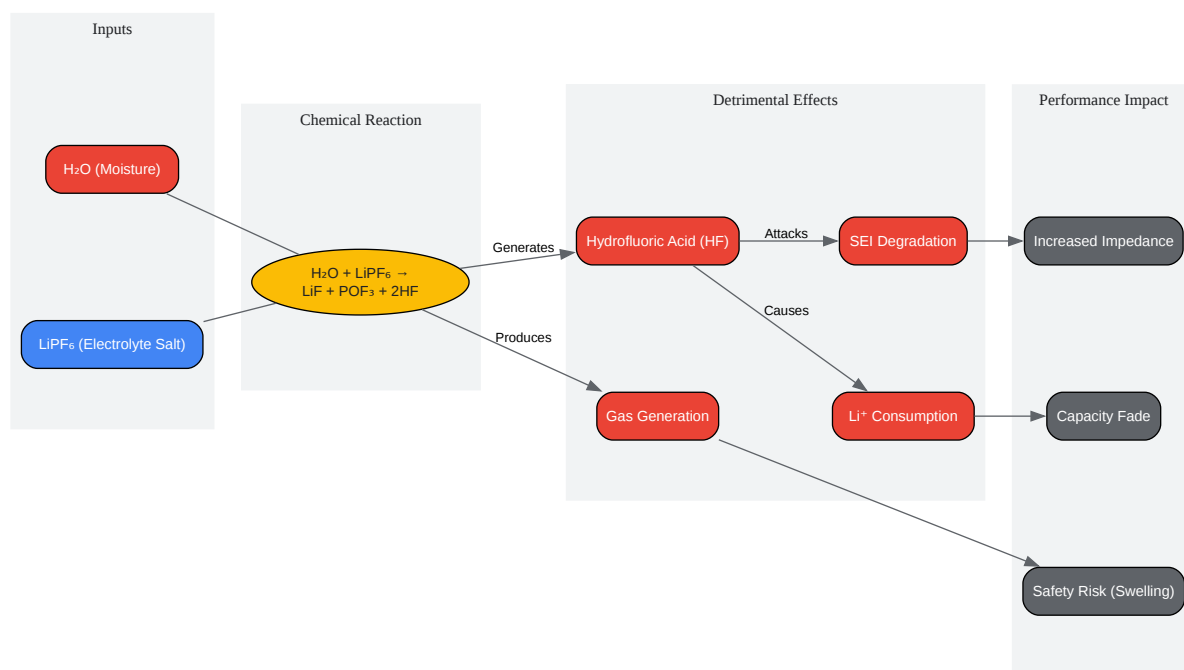 Inputs
H₂O (Moisture)
LiPF₆ (Electrolyte Salt)
Chemical Reaction
H₂O + LiPF₆ →
LiF + POF₃ + 2HF
Generates
Produces
Detrimental Effects
Hydrofluoric Acid (HF)
Attacks
SEI Degradation
Causes
Gas Generation
Li⁺ Consumption
Performance Impact
Increased Impedance
Capacity Fade
Safety Risk (Swelling)